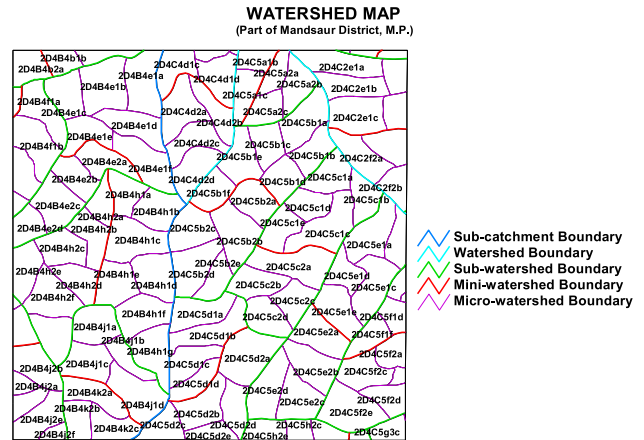 WATERSHED MAP
(Part of Mandsaur District, M.P.)
2D4B4b1b
2D4B4b2a
2D4B4e1a
2D4B4e1b
2D4C4d1c
2D4C4d1d
2D4C5a1b
2D4C5a2a
2D4C5a2b
2D4C2e1a
2D4C2e1b
2D4B4f1a
2D4B4e1c
2D4C4d2a
2D4C5a1c
2D4C5a2c
2D4C4d2b
2D4C5b1a
2D4C2e1c
2D4B4e1d
2D4B4e1e
2D4B4f1b
2D4C4d2c
2D4C5b1c
2D4C5b1e
2D4C5b1b
2D4C2f2a
2D4B4e2a
2D4B4e1f
2D4B4e2b
2D4C4d2d
2D4C5b1d
2D4C5c1a
2D4C2f2b
2D4B4h1a
2D4C5b1f
2D4C5b2a
2D4C5c1b
2D4B4e2c
2D4B4h1b
2D4C5c1d
2D4B4h2a
2D4B4e2d
2D4B4h2b
2D4C5b2c
2D4C5c1e
2D4C5c1c
2D4B4h1c
2D4C5b2b
2D4C5e1a
2D4B4h2c
2D4C5b2e
2D4C5c2a
2D4B4h2e
2D4B4h1e
2D4C5b2d
2D4C5e1d
2D4B4h2d
2D4B4h1d
2D4C5c2b
2D4C5e1c
2D4B4h2f
2D4C5c2c
2D4B4h1f
2D4C5d1a
2D4C5c2d
2D4C5e1e
2D4C5f1d
2D4B4j1a
2D4C5d1b
2D4C5e2a
2D4C5f1f
2D4B4j1b
2D4B4h1g
2D4C5d2a
2D4C5f2a
2D4B4j2b
2D4B4j1c
2D4C5d1c
2D4C5e2b
2D4C5f2c
2D4B4j2a
2D4B4k2a
2D4C5d1d
2D4C5e2d
2D4C5e2c
2D4C5f2d
2D4B4k2b
2D4B4j1d
2D4C5d2b
2D4C5f2e
2D4B4j2e
2D4B4k2c
2D4C5d2c
2D4C5d2d
2D4C5h2c
2D4B4j2f
2D4C5d2e
2D4C5h2e
2D4C5g3c
Sub-catchment Boundary
Watershed Boundary
Sub-watershed Boundary
Mini-watershed Boundary
Micro-watershed Boundary